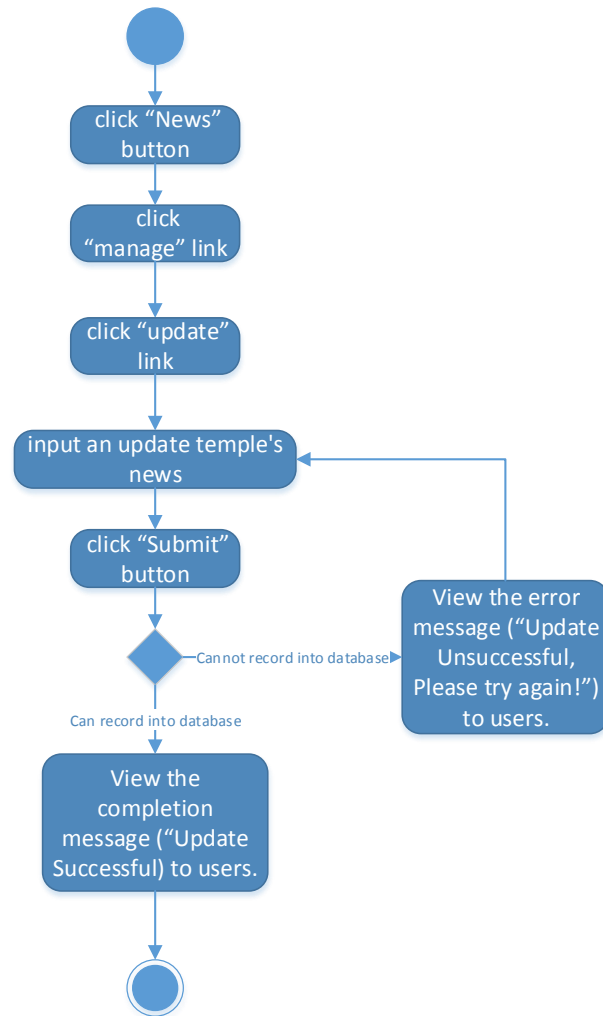 click “News”
button
click
“manage” link
click “update”
link
input an update temple's
news
click “Submit”
button
Cannot record into database
View the error
message (“Update
Unsuccessful,
Please try again!”)
to users.
Can record into database
View the
completion
message (“Update
Successful) to users.